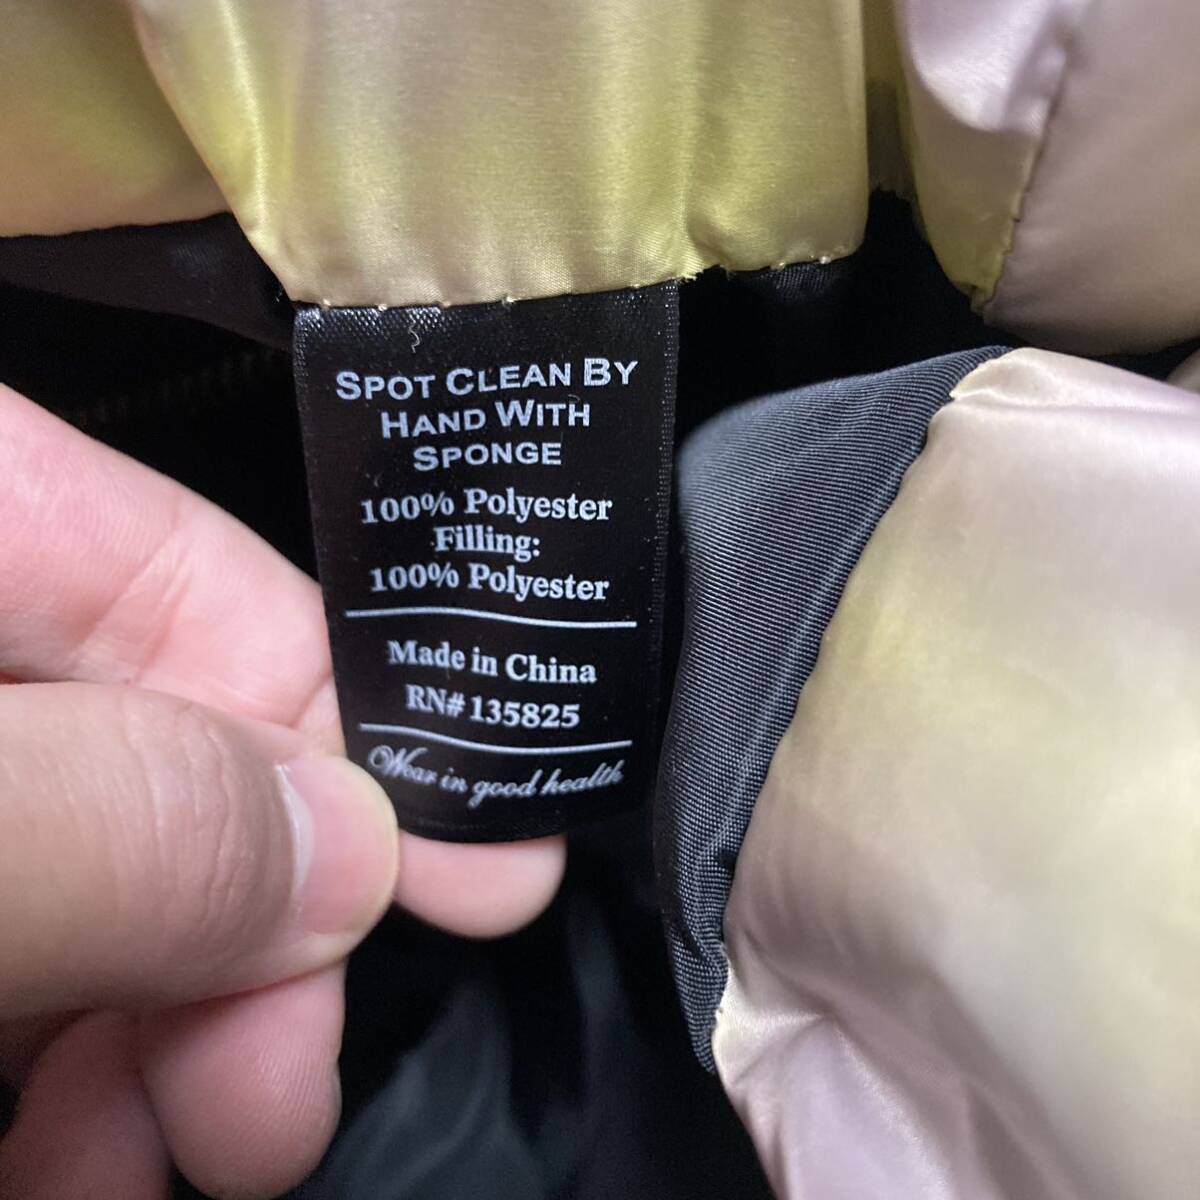 SPOT CLEAN BY
HAND WITH
SPONGE
100% Polyester
Filling:
100% Polyester
Made in China
RN# 135825
Wear in good health